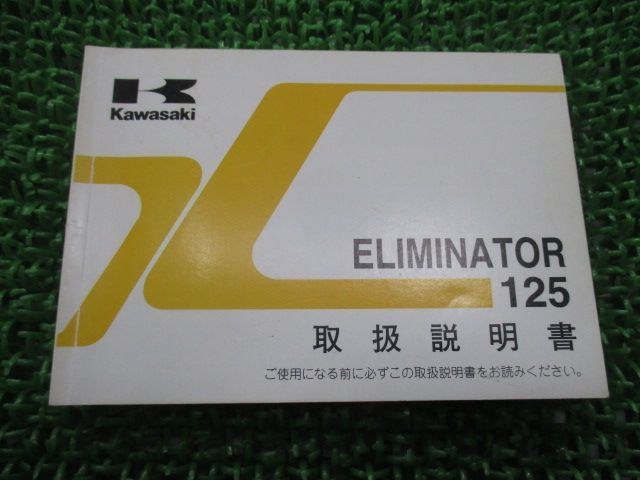 Kawasaki
ELIMINATOR
125
取扱説明書
ご使用になる前に必ずこの取扱説明書をお読みください。